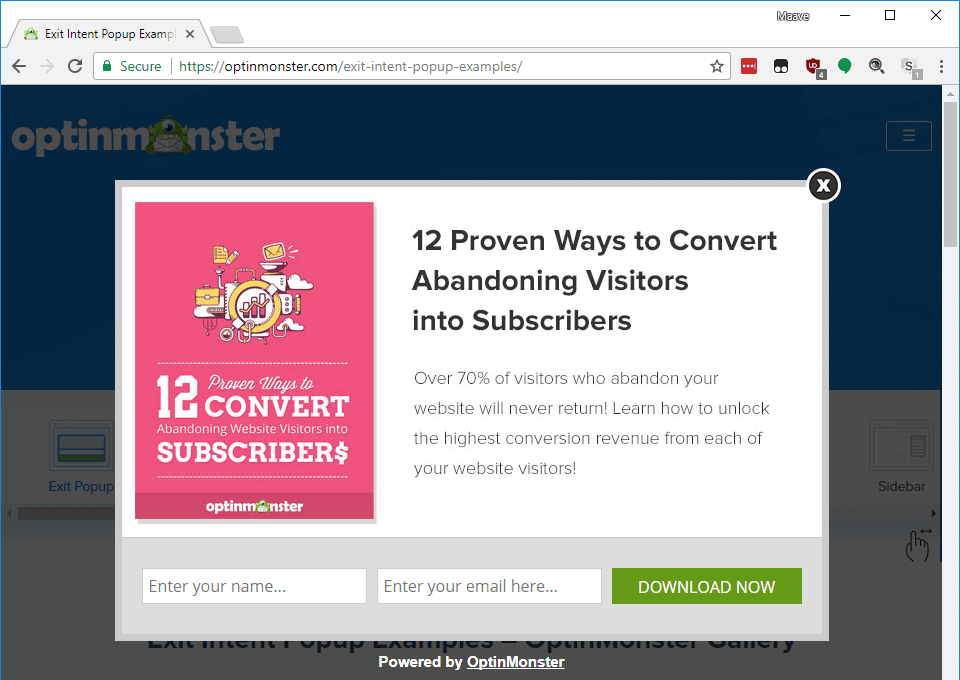 Maave
Exit Intent Popup Exampl
Secure
https://optinmonster.com/exit-intent-popup-examples/
4
S
1
optinmonster
X
12 Proven Ways to Convert
Abandoning Visitors
into Subscribers
12 Proven Ways to
CONVERT
Abandoning Website Visitors into
SUBSCRIBER$
optinmonster
Over 70% of visitors who abandon your
website will never return! Learn how to unlock
the highest conversion revenue from each of
your website visitors!
Exit Popup
Sidebar
Enter your name...
Enter your email here...
DOWNLOAD NOW
Exit Intent Popup Examples – OptinMonster Gallery
Powered by OptinMonster